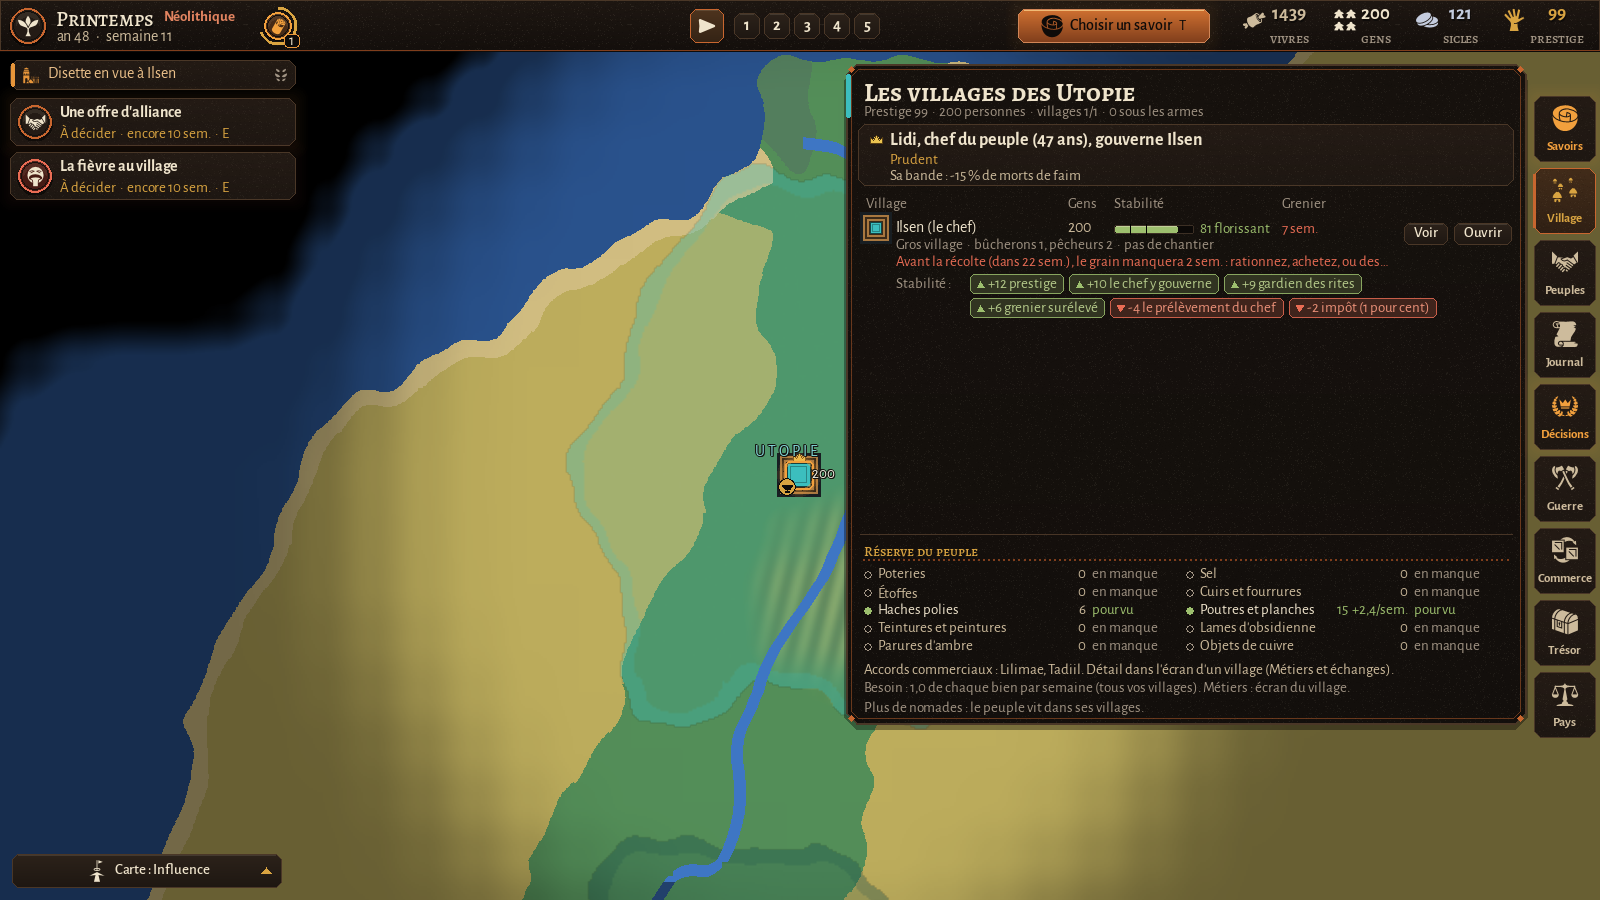 Printemps Néolithique
an 48 · semaine 11
1
1 2 3 4 5
Choisir un savoir T
1439 VIVRES
200 GENS
121 SICLES
99 PRESTIGE
Disette en vue à Ilsen
Une offre d'alliance
À décider · encore 10 sem. · E
La fièvre au village
À décider · encore 10 sem. · E
UTOPIE
200
Carte : Influence
Les villages des Utopie
Prestige 99 · 200 personnes · villages 1/1 · 0 sous les armes
Lidi, chef du peuple (47 ans), gouverne Ilsen
Prudent
Sa bande : -15 % de morts de faim
Village Gens Stabilité Grenier
Ilsen (le chef) 200 81 florissant 7 sem. Voir Ouvrir
Gros village · bûcherons 1, pêcheurs 2 · pas de chantier
Avant la récolte (dans 22 sem.), le grain manquera 2 sem. : rationnez, achetez, ou des…
Stabilité : ▲ +12 prestige ▲ +10 le chef y gouverne ▲ +9 gardien des rites
▲ +6 grenier surélevé ▼ -4 le prélèvement du chef ▼ -2 impôt (1 pour cent)
Réserve du peuple
Poteries 0 en manque Sel 0 en manque
Étoffes 0 en manque Cuirs et fourrures 0 en manque
Haches polies 6 pourvu Poutres et planches 15 +2,4/sem. pourvu
Teintures et peintures 0 en manque Lames d'obsidienne 0 en manque
Parures d'ambre 0 en manque Objets de cuivre 0 en manque
Accords commerciaux : Lilimae, Tadiil. Détail dans l'écran d'un village (Métiers et échanges).
Besoin : 1,0 de chaque bien par semaine (tous vos villages). Métiers : écran du village.
Plus de nomades : le peuple vit dans ses villages.
Savoirs
Village
Peuples
Journal
Décisions
Guerre
Commerce
Trésor
Pays